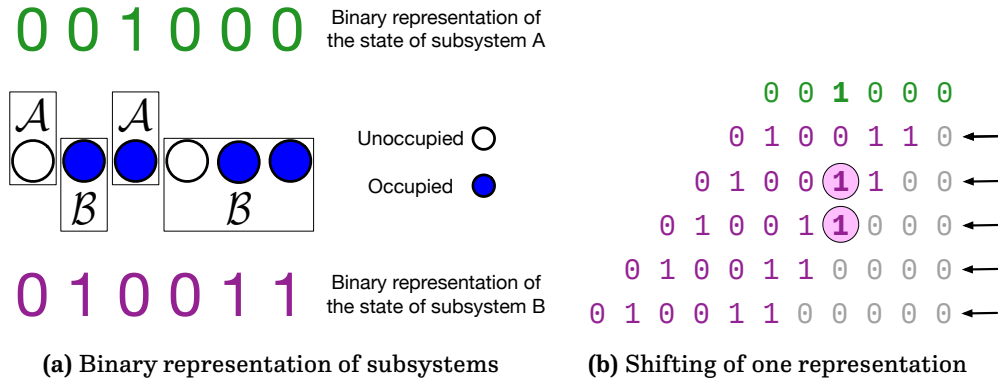 0 0 1 0 0 0
Binary representation of
the state of subsystem A
𝒜 𝒜
Unoccupied
Occupied
ℬ ℬ
0 1 0 0 1 1
Binary representation of
the state of subsystem B
(a) Binary representation of subsystems
0 0 1 0 0 0
0 1 0 0 1 1 0
0 1 0 0 1 1 0 0
0 1 0 0 1 1 0 0 0
0 1 0 0 1 1 0 0 0 0
0 1 0 0 1 1 0 0 0 0 0
(b) Shifting of one representation